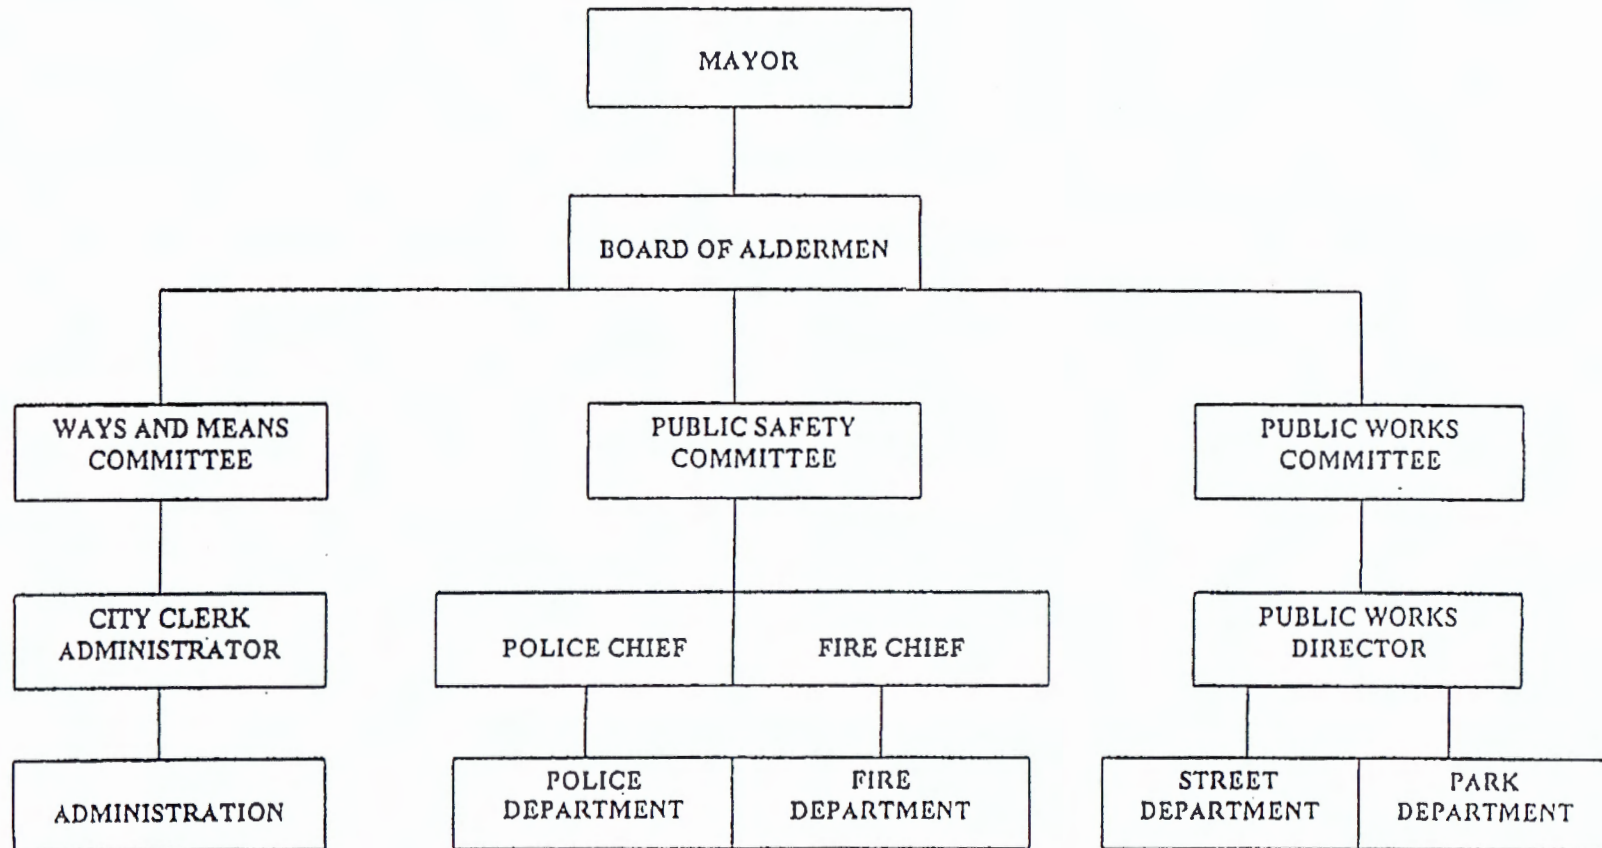 MAYOR
BOARD OF ALDERMEN
WAYS AND MEANS
COMMITTEE
PUBLIC SAFETY
COMMITTEE
PUBLIC WORKS
COMMITTEE
CITY CLERK
ADMINISTRATOR
POLICE CHIEF
FIRE CHIEF
PUBLIC WORKS
DIRECTOR
ADMINISTRATION
POLICE
DEPARTMENT
FIRE
DEPARTMENT
STREET
DEPARTMENT
PARK
DEPARTMENT